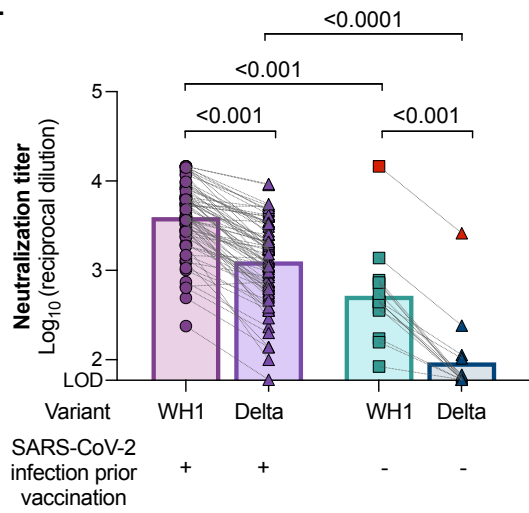 <0.0001
<0.001
<0.001
<0.001
Neutralization titer
Log10 (reciprocal dilution)
5
4
3
2
LOD
Variant WH1 Delta WH1 Delta
SARS-CoV-2
infection prior + + - -
vaccination